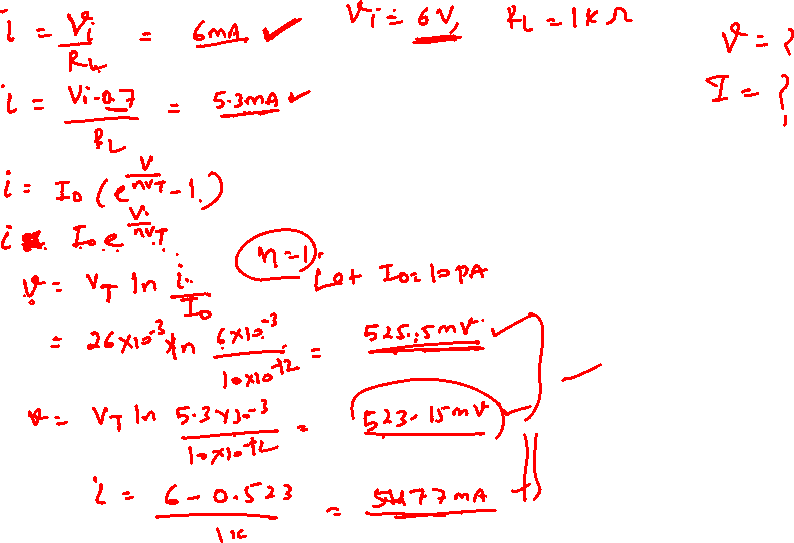 i = Vi/RL = 6mA ✓ Vi = 6V, RL = 1KΩ
i = Vi-0.7/RL = 5.3mA ✓ V = ?
I = ?
i = I0 (e^V/nVT - 1)
i I0 e^V/nVT
n=1 Let I0=10PA
V = VT ln i/I0
= 26×10^-3 × ln 6×10^-3/10×10^-12 = 525.5mV
V = VT ln 5.3×10^-3/10×10^-12 = 523.15mV
i = 6-0.523/1K = 5.477mA